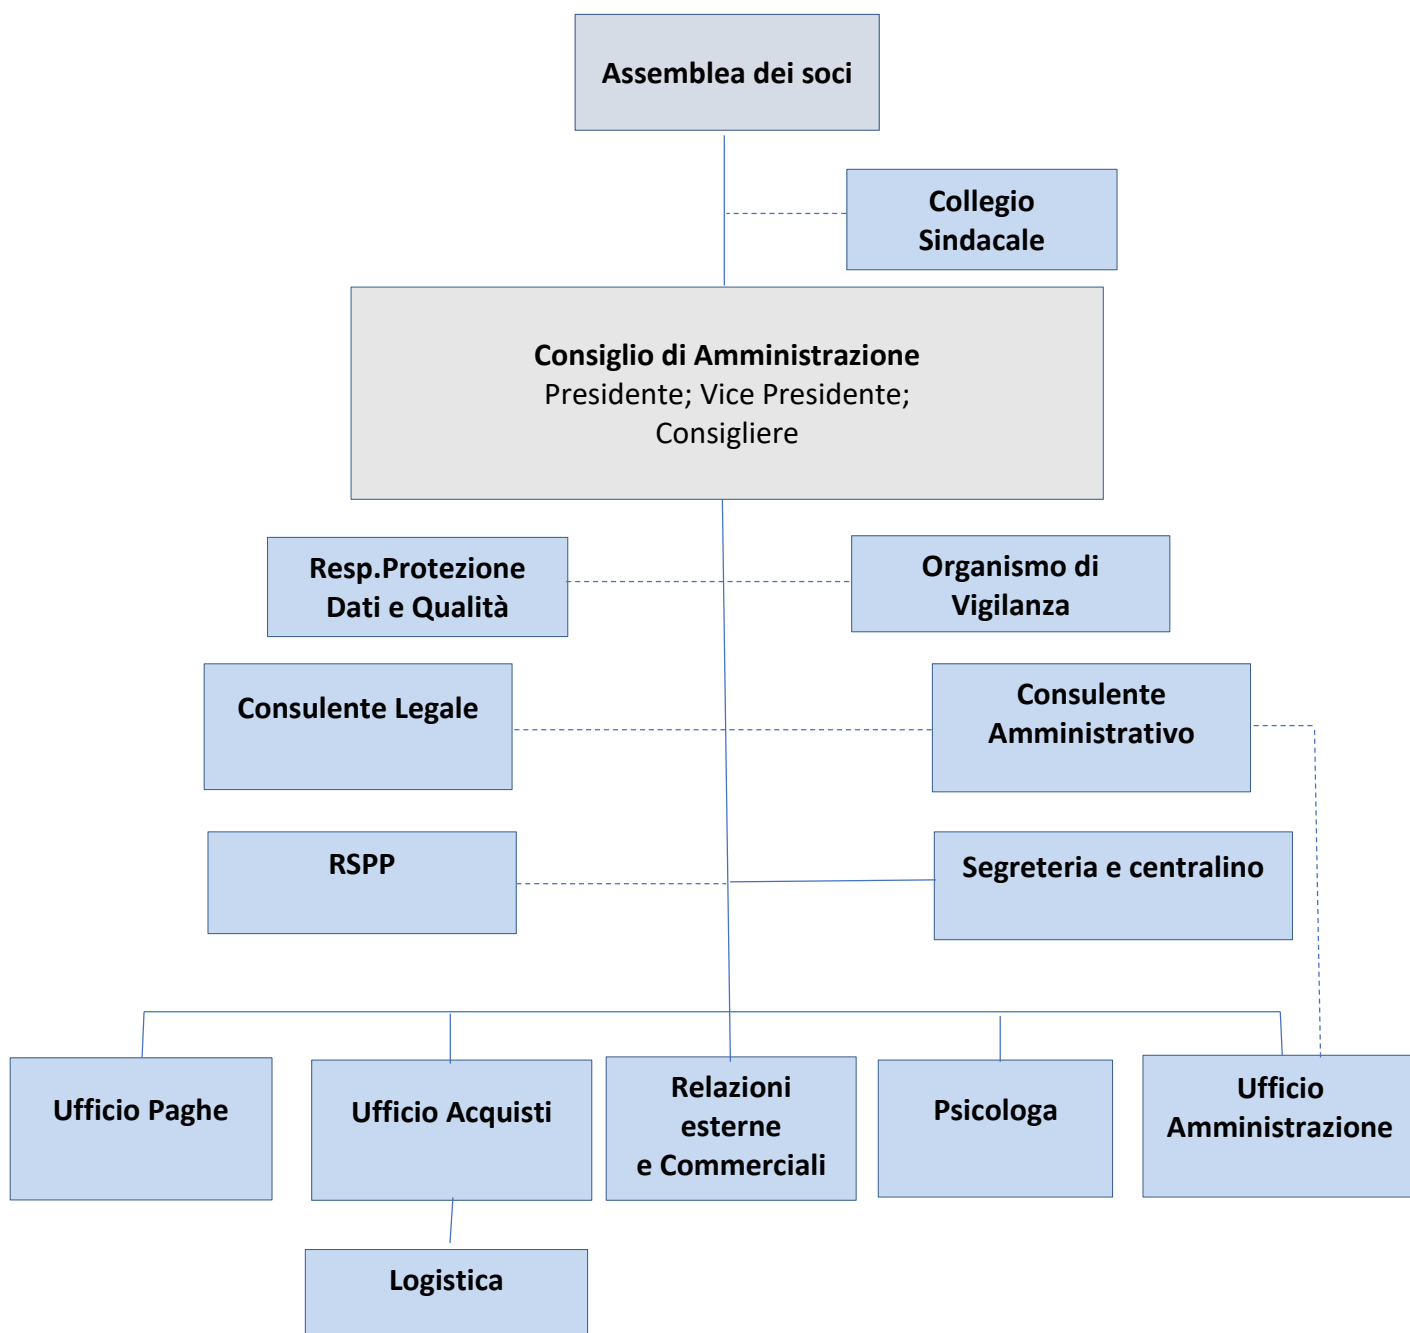 Assemblea dei soci
Collegio
Sindacale
Consiglio di Amministrazione
Presidente; Vice Presidente;
Consigliere
Resp.Protezione
Dati e Qualità
Organismo di
Vigilanza
Consulente Legale
Consulente
Amministrativo
RSPP
Segreteria e centralino
Ufficio Paghe
Ufficio Acquisti
Relazioni
esterne
e Commerciali
Psicologa
Ufficio
Amministrazione
Logistica